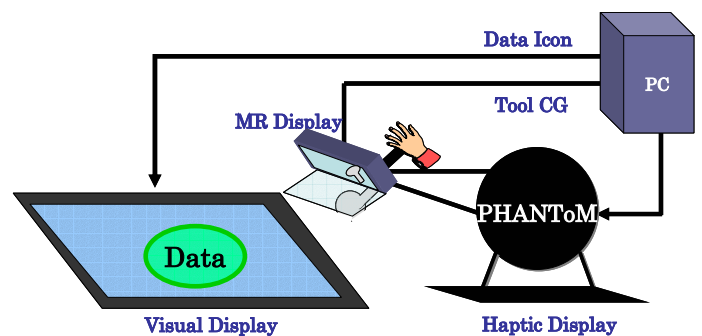 Data Icon
PC
Tool CG
MR Display
PHANToM
Data
Visual Display
Haptic Display